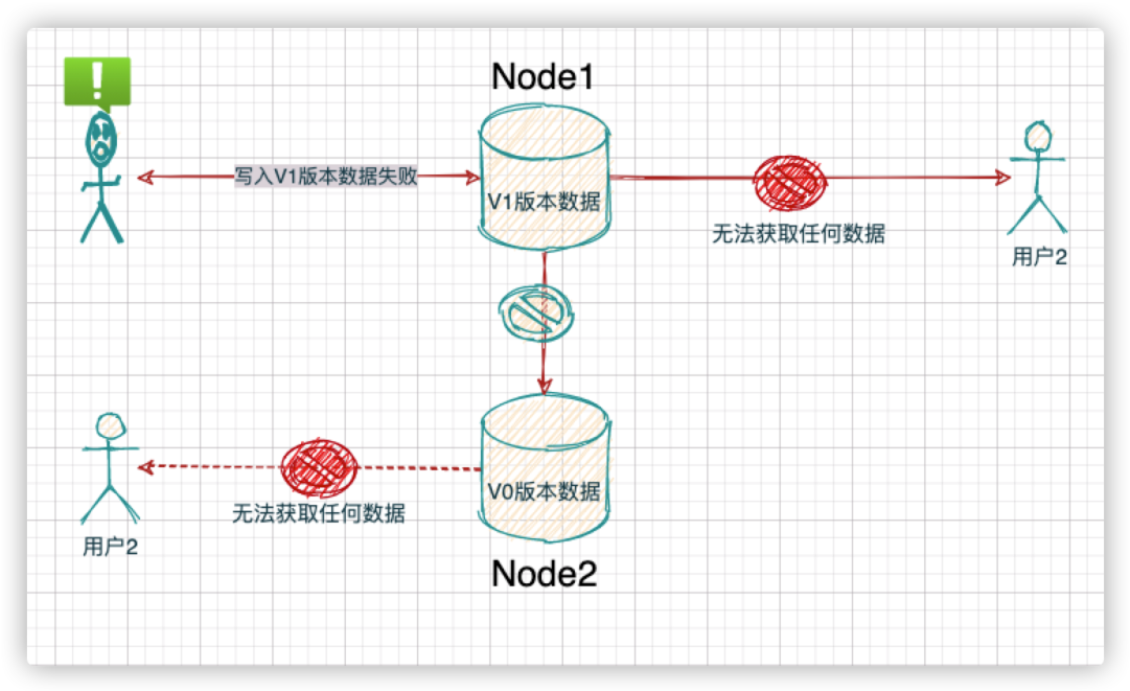 Node1
写入V1版本数据失败
V1版本数据
无法获取任何数据
用户2
V0版本数据
无法获取任何数据
用户2
Node2